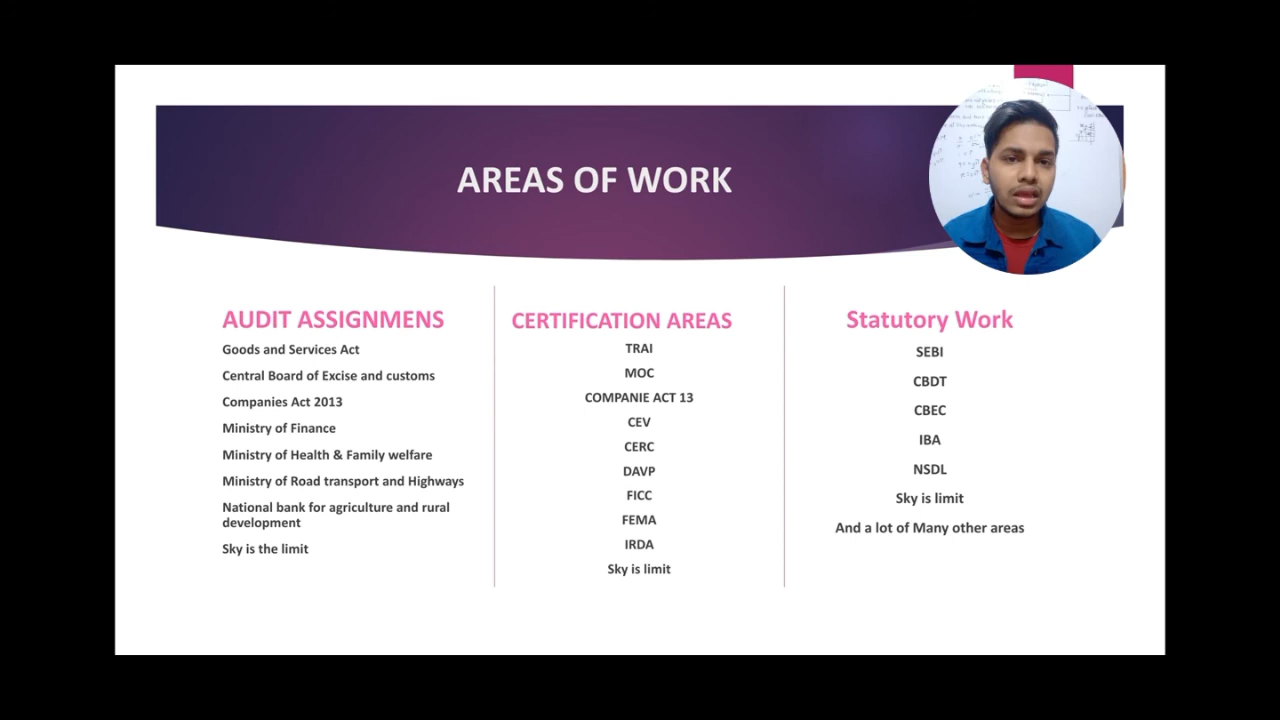 AREAS OF WORK
AUDIT ASSIGNMENS
Goods and Services Act
Central Board of Excise and customs
Companies Act 2013
Ministry of Finance
Ministry of Health & Family welfare
Ministry of Road transport and Highways
National bank for agriculture and rural
development
Sky is the limit
CERTIFICATION AREAS
TRAI
MOC
COMPANIE ACT 13
CEV
CERC
DAVP
FICC
FEMA
IRDA
Sky is limit
Statutory Work
SEBI
CBDT
CBEC
IBA
NSDL
Sky is limit
And a lot of Many other areas